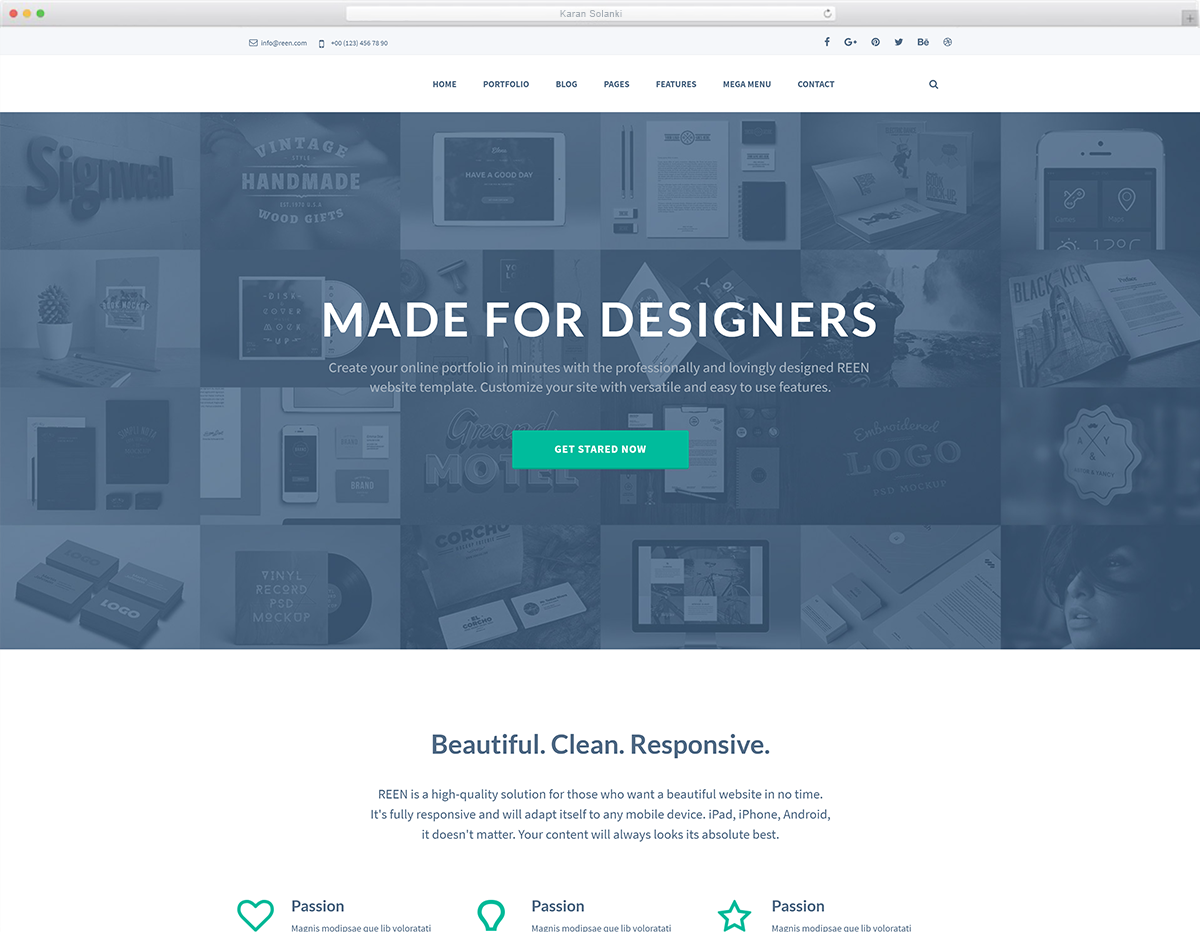 Karan Solanki
info@reen.com +00 (123) 456 78 90
HOME PORTFOLIO BLOG PAGES FEATURES MEGA MENU CONTACT
Signwall
VINTAGE
STYLE
HANDMADE
EST. 1973 U.S.A
WOOD GIFTS
HAVE A GOOD DAY
Games
Maps
12°C
BLACK KEYS
DISK
COVER
MOCK
UP
MADE FOR DESIGNERS
Create your online portfolio in minutes with the professionally and lovingly designed REEN
website template. Customize your site with versatile and easy to use features.
Grand
MOTEL
BRAND
GET STARED NOW
Embroidered
LOGO
PSD MOCKUP
A Y
&
LOGO
LOGO
VINYL
RECORD
PSD
MOCKUP
CORCHO
EL
CORCHO
Beautiful. Clean. Responsive.
REEN is a high-quality solution for those who want a beautiful website in no time.
It's fully responsive and will adapt itself to any mobile device. iPad, iPhone, Android,
it doesn't matter. Your content will always looks its absolute best.
Passion
Magnis modipsae que lib voloratati
Passion
Magnis modipsae que lib voloratati
Passion
Magnis modipsae que lib voloratati